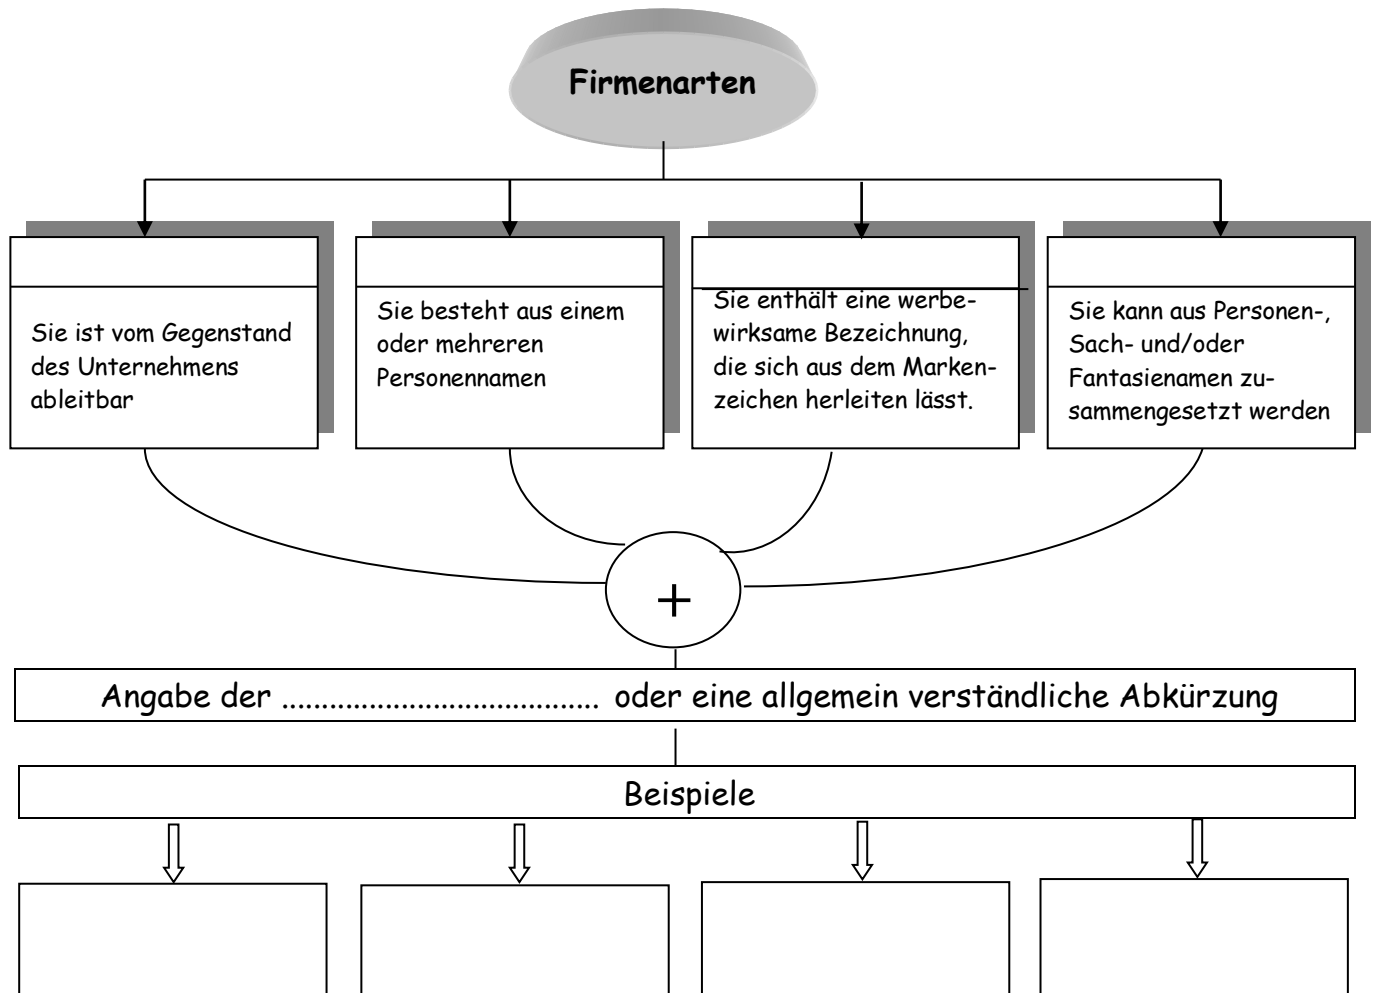 Firmenarten
Sie ist vom Gegenstand
des Unternehmens
ableitbar
Sie besteht aus einem
oder mehreren
Personennamen
Sie enthält eine werbe-
wirksame Bezeichnung,
die sich aus dem Marken-
zeichen herleiten lässt.
Sie kann aus Personen-,
Sach- und/oder
Fantasienamen zu-
sammengesetzt werden
+
Angabe der ........................................ oder eine allgemein verständliche Abkürzung
Beispiele